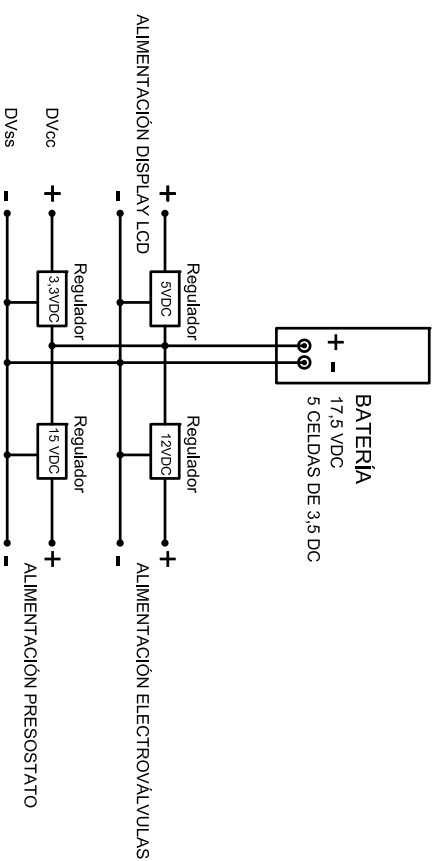 BATERÍA
17,5 VDC
5 CELDAS DE 3,5 DC
+
-
Regulador
5VDC
+
-
ALIMENTACIÓN DISPLAY LCD
Regulador
12VDC
+
-
ALIMENTACIÓN ELECTROVÁLVULAS
Regulador
3,3VDC
DVcc +
DVss -
Regulador
15 VDC
+
-
ALIMENTACIÓN PRESOSTATO